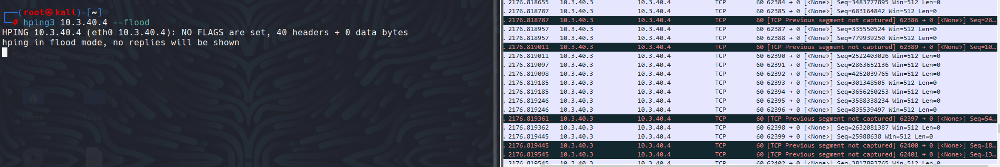 ┌──(root㉿kali)-[~]
└─# hping3 10.3.40.4 --flood
HPING 10.3.40.4 (eth0 10.3.40.4): NO FLAGS are set, 40 headers + 0 data bytes
hping in flood mode, no replies will be shown
File System server.pem
Home https
2176.818655 10.3.40.3 10.3.40.4 TCP 60 62384 → 0 [<None>] Seq=3483777895 Win=512 Len=0
2176.818787 10.3.40.3 10.3.40.4 TCP 60 62385 → 0 [<None>] Seq=683164842 Win=512 Len=0
2176.818787 10.3.40.3 10.3.40.4 TCP 60 [TCP Previous segment not captured] 62386 → 0 [<None>] Seq=28…
2176.818957 10.3.40.3 10.3.40.4 TCP 60 62387 → 0 [<None>] Seq=335550524 Win=512 Len=0
2176.818957 10.3.40.3 10.3.40.4 TCP 60 62388 → 0 [<None>] Seq=779939250 Win=512 Len=0
2176.819011 10.3.40.3 10.3.40.4 TCP 60 [TCP Previous segment not captured] 62389 → 0 [<None>] Seq=10…
2176.819011 10.3.40.3 10.3.40.4 TCP 60 62390 → 0 [<None>] Seq=2522403026 Win=512 Len=0
2176.819097 10.3.40.3 10.3.40.4 TCP 60 62391 → 0 [<None>] Seq=2863652136 Win=512 Len=0
2176.819098 10.3.40.3 10.3.40.4 TCP 60 62392 → 0 [<None>] Seq=4252039765 Win=512 Len=0
2176.819185 10.3.40.3 10.3.40.4 TCP 60 62393 → 0 [<None>] Seq=301348505 Win=512 Len=0
2176.819185 10.3.40.3 10.3.40.4 TCP 60 62394 → 0 [<None>] Seq=3656250253 Win=512 Len=0
2176.819246 10.3.40.3 10.3.40.4 TCP 60 62395 → 0 [<None>] Seq=3588338234 Win=512 Len=0
2176.819246 10.3.40.3 10.3.40.4 TCP 60 62396 → 0 [<None>] Seq=835539497 Win=512 Len=0
2176.819361 10.3.40.3 10.3.40.4 TCP 60 [TCP Previous segment not captured] 62397 → 0 [<None>] Seq=54…
2176.819362 10.3.40.3 10.3.40.4 TCP 60 62398 → 0 [<None>] Seq=2632081387 Win=512 Len=0
2176.819445 10.3.40.3 10.3.40.4 TCP 60 62399 → 0 [<None>] Seq=25988638 Win=512 Len=0
2176.819445 10.3.40.3 10.3.40.4 TCP 60 [TCP Previous segment not captured] 62400 → 0 [<None>] Seq=18…
2176.819545 10.3.40.3 10.3.40.4 TCP 60 [TCP Previous segment not captured] 62401 → 0 [<None>] Seq=13…
2176.819545 10.3.40.3 10.3.40.4 TCP 60 62402 → 0 [<None>] Seq=3817893765 Win=512 Len=0